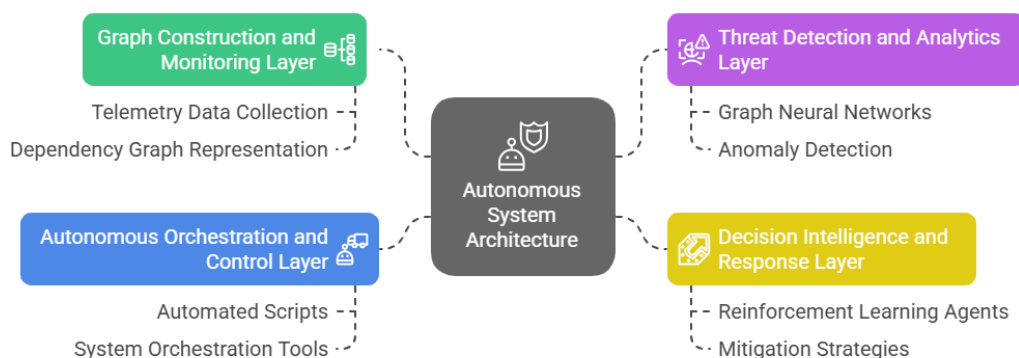 Graph Construction and
Monitoring Layer
Telemetry Data Collection
Dependency Graph Representation
Threat Detection and Analytics
Layer
Graph Neural Networks
Anomaly Detection
Autonomous
System
Architecture
Autonomous Orchestration and
Control Layer
Automated Scripts
System Orchestration Tools
Decision Intelligence and
Response Layer
Reinforcement Learning Agents
Mitigation Strategies